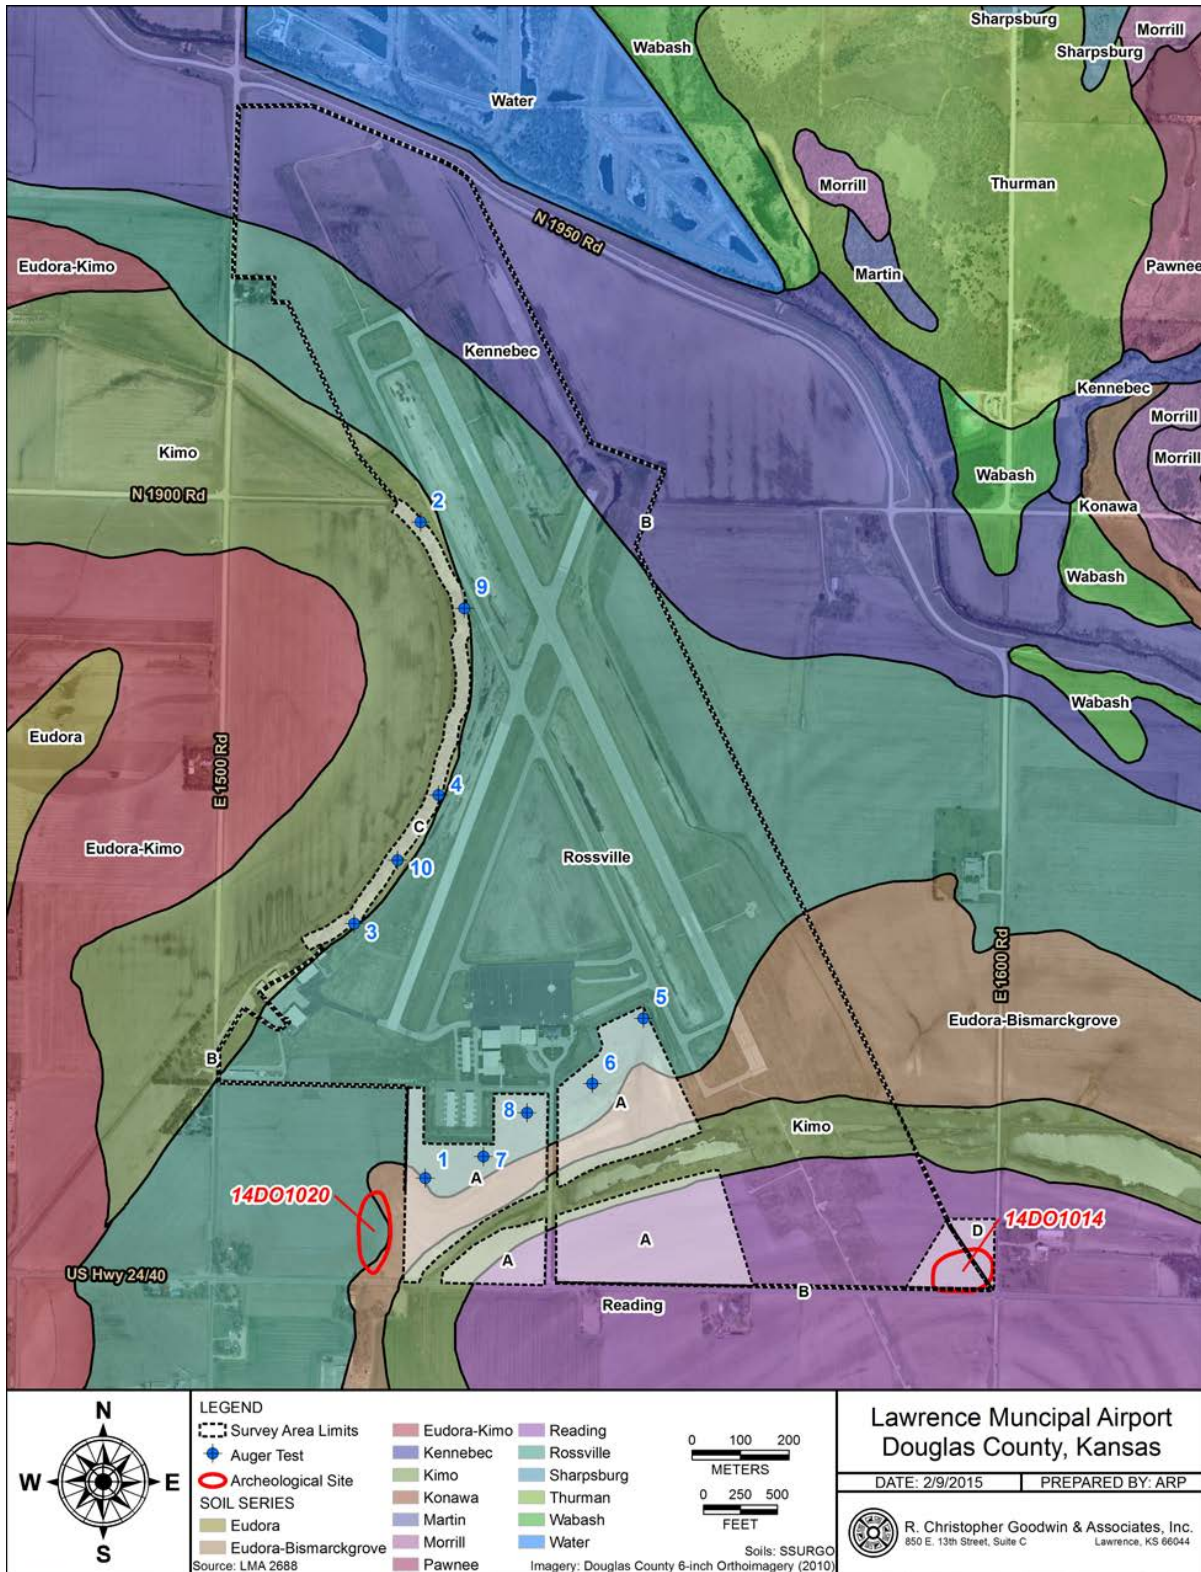 Sharpsburg
Morrill
Wabash
Sharpsburg
Water
Morrill
Thurman
N 1950 Rd
Eudora-Kimo
Martin
Pawnee
Kennebec
Kennebec
Morrill
Kimo
Wabash
Morrill
N 1900 Rd
Konawa
2
B
Wabash
9
Wabash
Eudora
E 1500 Rd
4
C
Eudora-Kimo
10
Rossville
3
E 1600 Rd
5
Eudora-Bismarckgrove
B
6
A
8
Kimo
7
1
A
14DO1020
D
14DO1014
A
A
US Hwy 24/40
B
Reading
N
W
E
S
LEGEND
Survey Area Limits
Auger Test
Archeological Site
SOIL SERIES
Eudora
Eudora-Bismarckgrove
Source: LMA 2688
Eudora-Kimo
Kennebec
Kimo
Konawa
Martin
Morrill
Pawnee
Reading
Rossville
Sharpsburg
Thurman
Wabash
Water
0 100 200
METERS
0 250 500
FEET
Soils: SSURGO
Imagery: Douglas County 6-inch Orthoimagery (2010)
Lawrence Muncipal Airport
Douglas County, Kansas
DATE: 2/9/2015
PREPARED BY: ARP
R. Christopher Goodwin & Associates, Inc.
850 E. 13th Street, Suite C
Lawrence, KS 66044